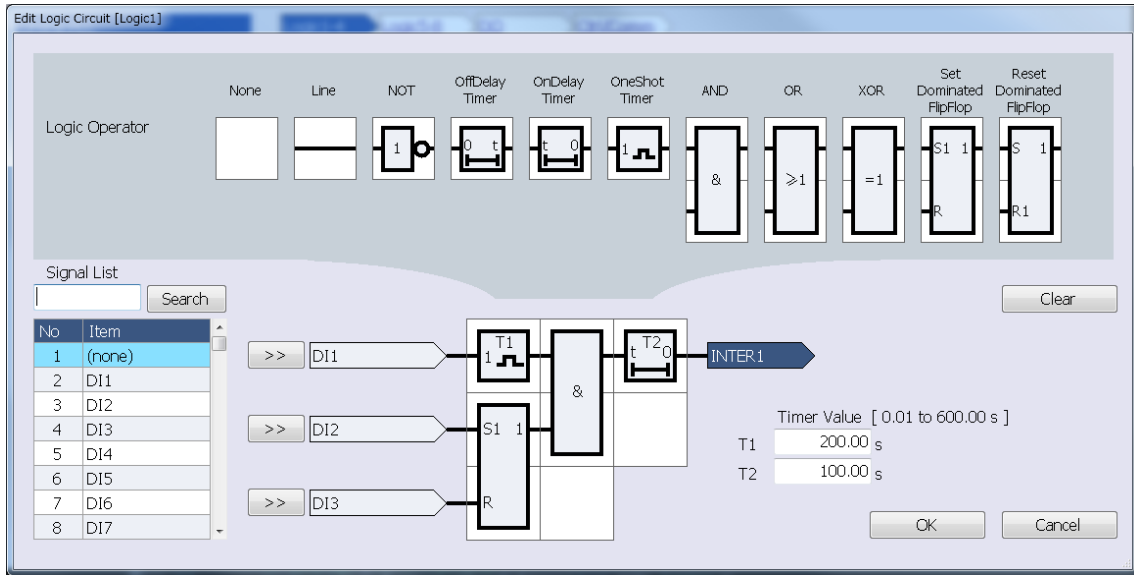 Edit Logic Circuit [Logic1]
None Line NOT OffDelay Timer OnDelay Timer OneShot Timer AND OR XOR Set Dominated FlipFlop Reset Dominated FlipFlop
Logic Operator
1 0 t t 0 1 & ≥1 =1 S1 1 R S 1 R1
Signal List
Search
Clear
No Item
1 (none)
2 DI1
3 DI2
4 DI3
5 DI4
6 DI5
7 DI6
8 DI7
>> DI1 T1 1 & t T2 0 INTER1
>> DI2 S1 1
>> DI3 R
Timer Value [ 0.01 to 600.00 s ]
T1 200.00 s
T2 100.00 s
OK Cancel